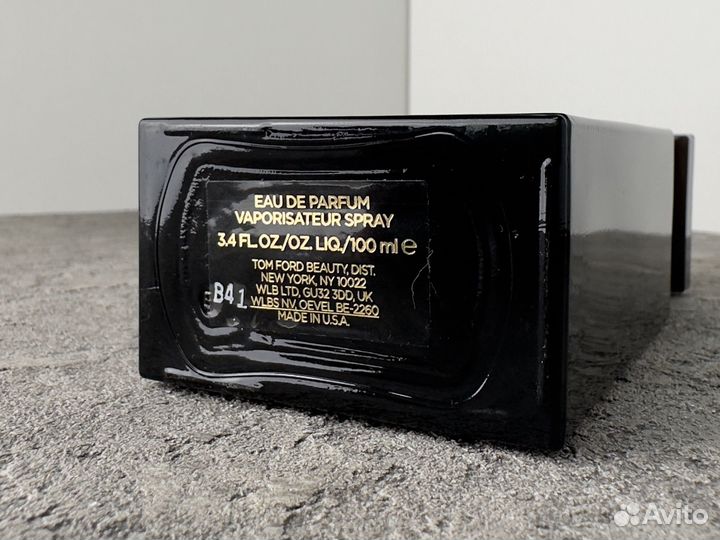 EAU DE PARFUM
VAPORISATEUR SPRAY
3.4 FL.OZ./OZ. LIQ./100 ml e
TOM FORD BEAUTY, DIST.
NEW YORK, NY 10022
WLB LTD, GU32 3DD, UK
WLBS NV, OEVEL BE-2260
MADE IN U.S.A.
B41
Avito